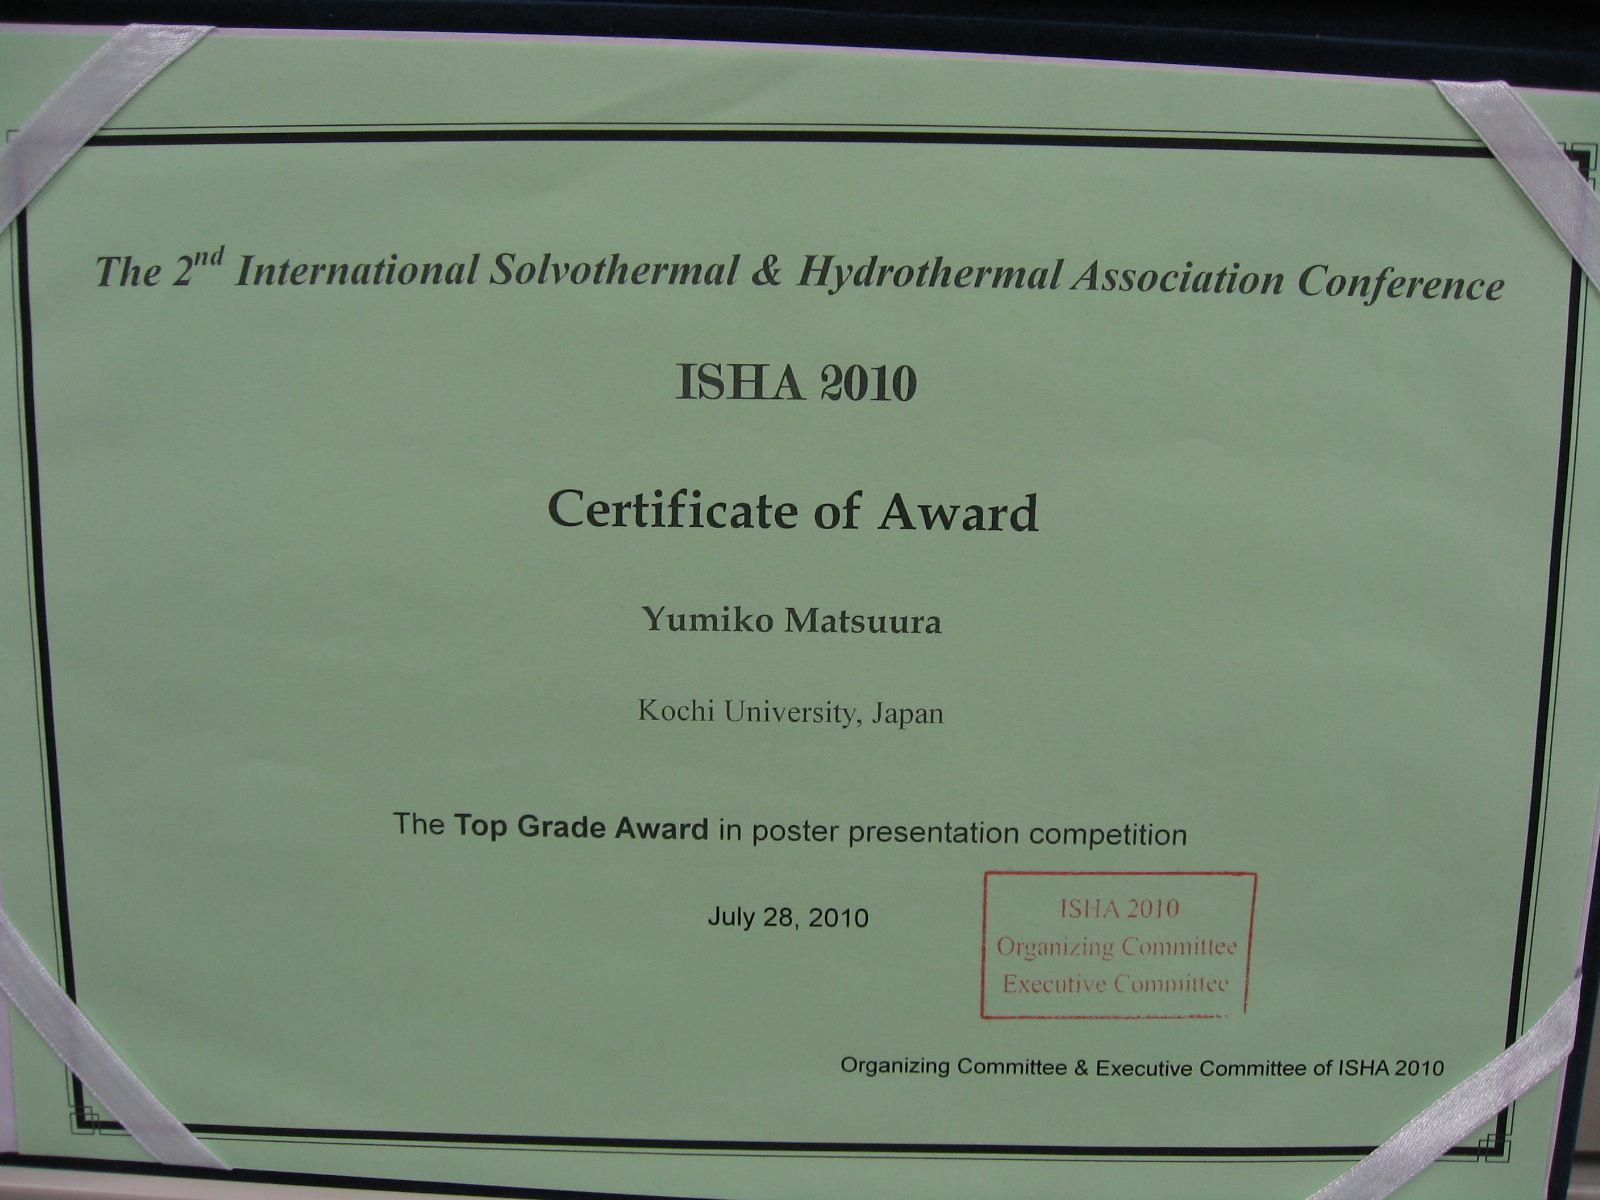 The 2nd International Solvothermal & Hydrothermal Association Conference
ISHA 2010
Certificate of Award
Yumiko Matsuura
Kochi University, Japan
The Top Grade Award in poster presentation competition
July 28, 2010
ISHA 2010
Organizing Committee
Executive Committee
Organizing Committee & Executive Committee of ISHA 2010